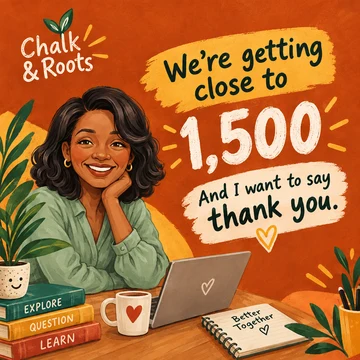 Chalk
& Roots
We're getting
close to
1,500
And I want to say
thank you.
EXPLORE
QUESTION
LEARN
Better
Together